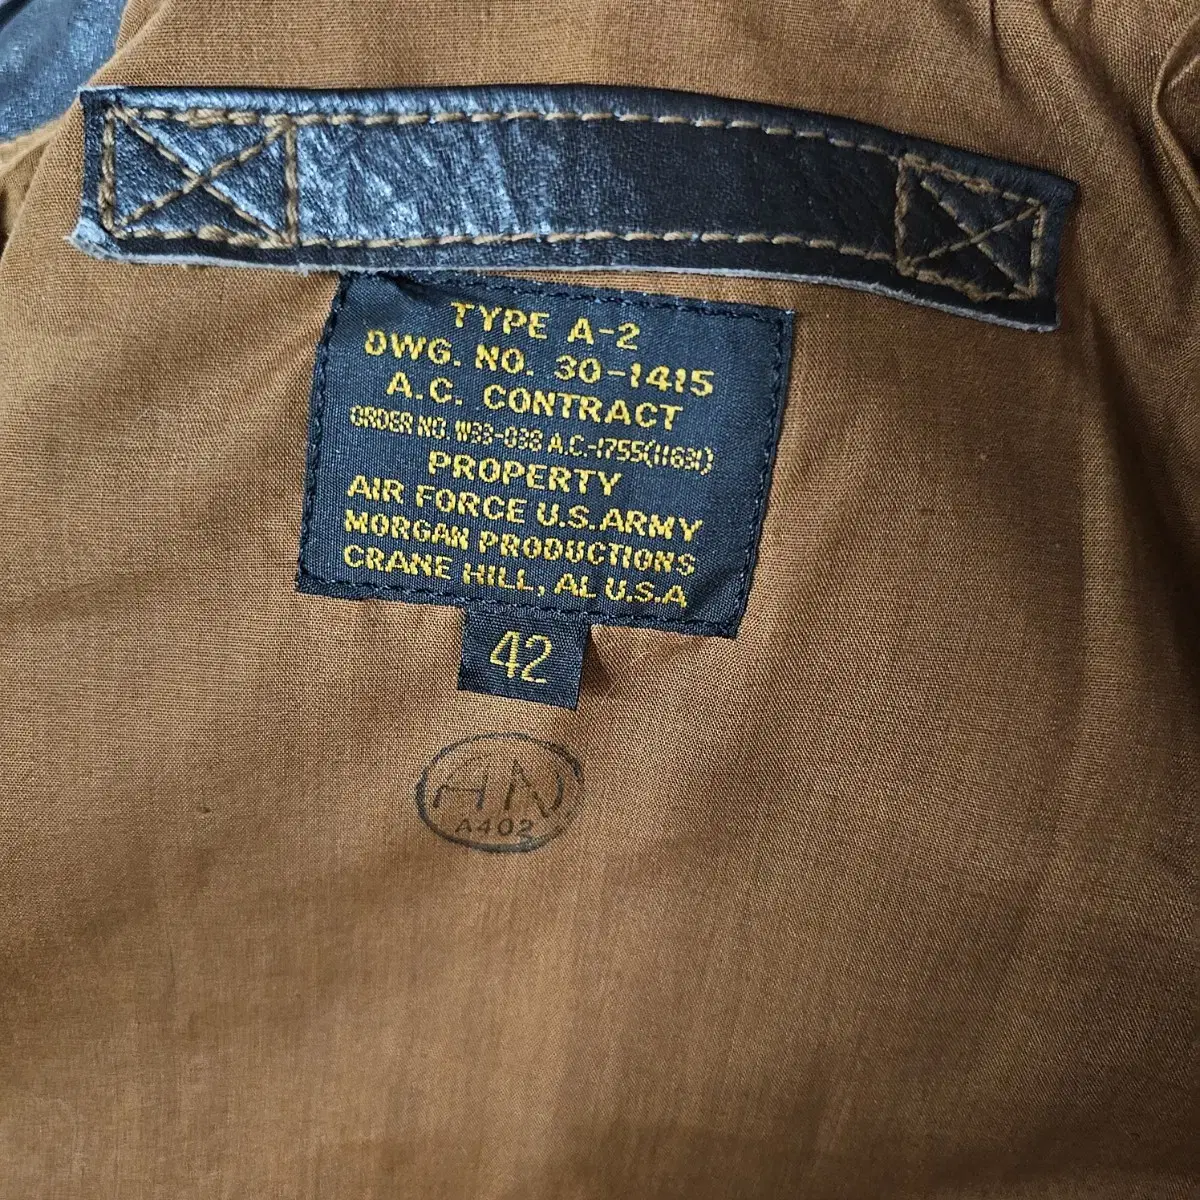 TYPE A-2
DWG. NO. 30-1415
A.C. CONTRACT
ORDER NO. W33-038 A.C.-1755(11631)
PROPERTY
AIR FORCE U.S.ARMY
MORGAN PRODUCTIONS
CRANE HILL, AL U.S.A
42
AN
A402